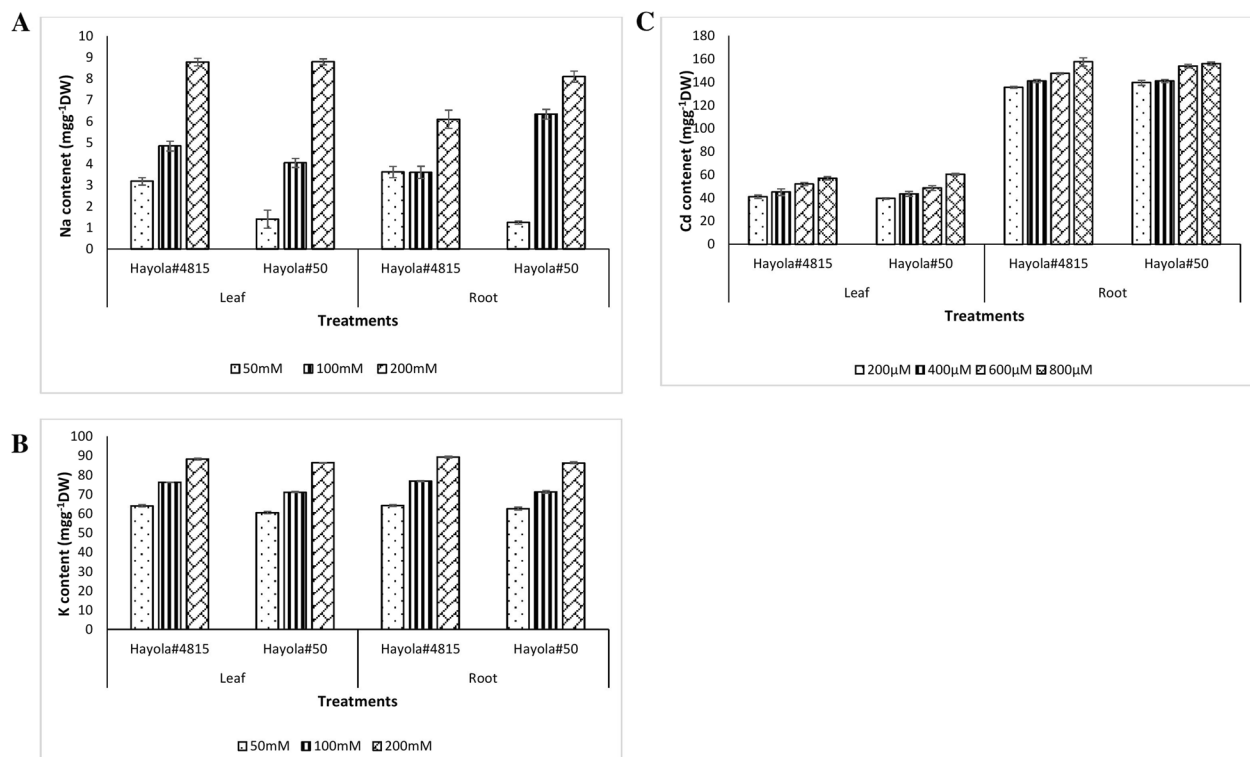 A
Na contenet (mgg⁻¹DW)
10
9
8
7
6
5
4
3
2
1
0
Hayola#4815 Hayola#50 Hayola#4815 Hayola#50
Leaf Root
Treatments
50mM 100mM 200mM
C
Cd contenet (mgg⁻¹DW)
180
160
140
120
100
80
60
40
20
0
Hayola#4815 Hayola#50 Hayola#4815 Hayola#50
Leaf Root
Treatments
200µM 400µM 600µM 800µM
B
K content (mgg⁻¹DW)
100
90
80
70
60
50
40
30
20
10
0
Hayola#4815 Hayola#50 Hayola#4815 Hayola#50
Leaf Root
Treatments
50mM 100mM 200mM